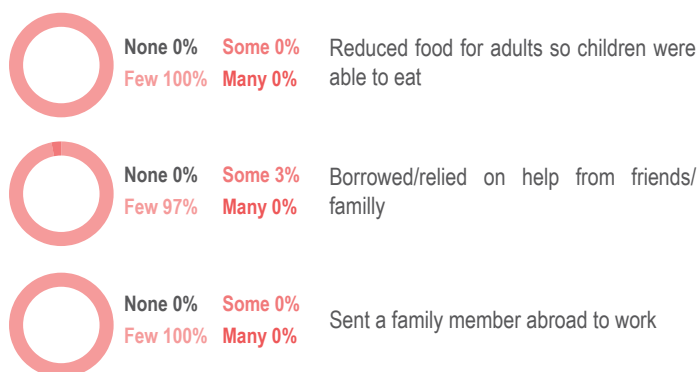 None 0% Some 0%
Few 100% Many 0%
Reduced food for adults so children were
able to eat
None 0% Some 3%
Few 97% Many 0%
Borrowed/relied on help from friends/
familly
None 0% Some 0%
Few 100% Many 0%
Sent a family member abroad to work